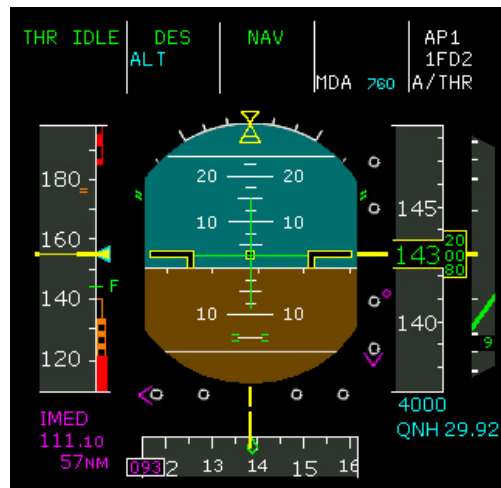 THR IDLE DES NAV AP1
ALT 1FD2
MDA 760 A/THR
20 20
180
145
10 10
160
20
143 00
80
F
140
140
10 10
9
120
4000
IMED
QNH 29.92
111.10
57NM
093 2 13 14 15 16